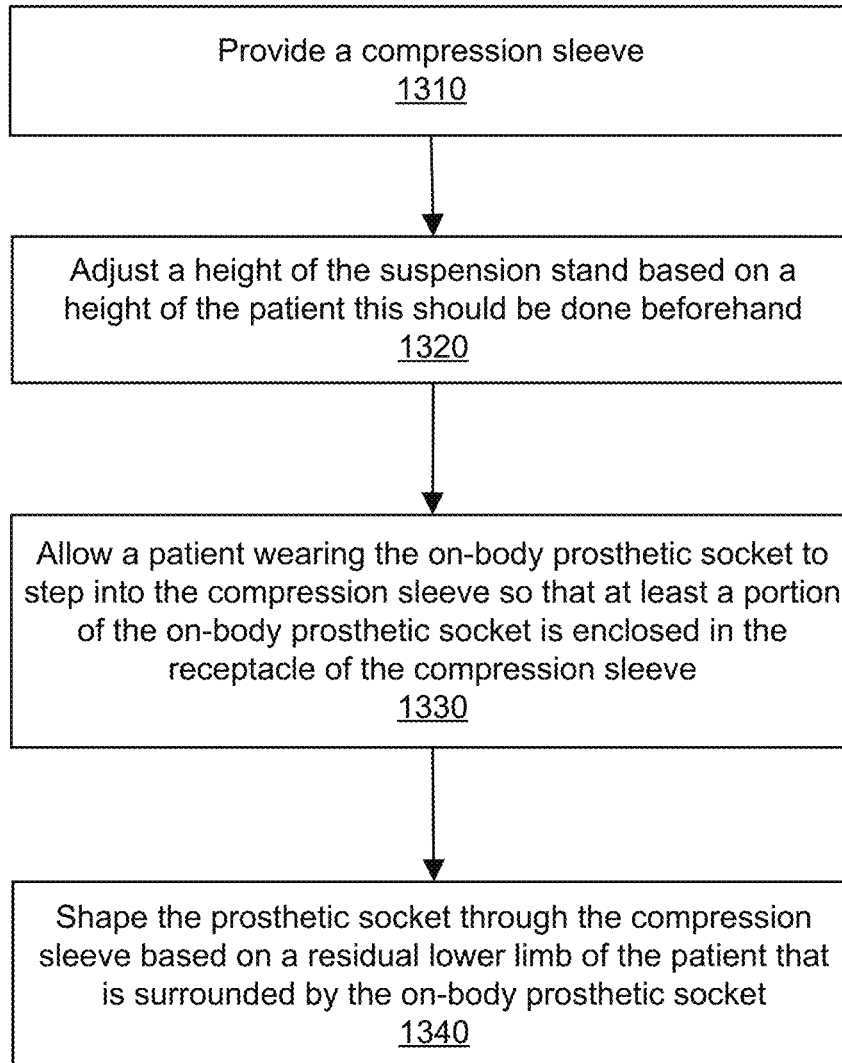 Provide a compression sleeve
1310
Adjust a height of the suspension stand based on a
height of the patient this should be done beforehand
1320
Allow a patient wearing the on-body prosthetic socket to
step into the compression sleeve so that at least a portion
of the on-body prosthetic socket is enclosed in the
receptacle of the compression sleeve
1330
Shape the prosthetic socket through the compression
sleeve based on a residual lower limb of the patient that
is surrounded by the on-body prosthetic socket
1340